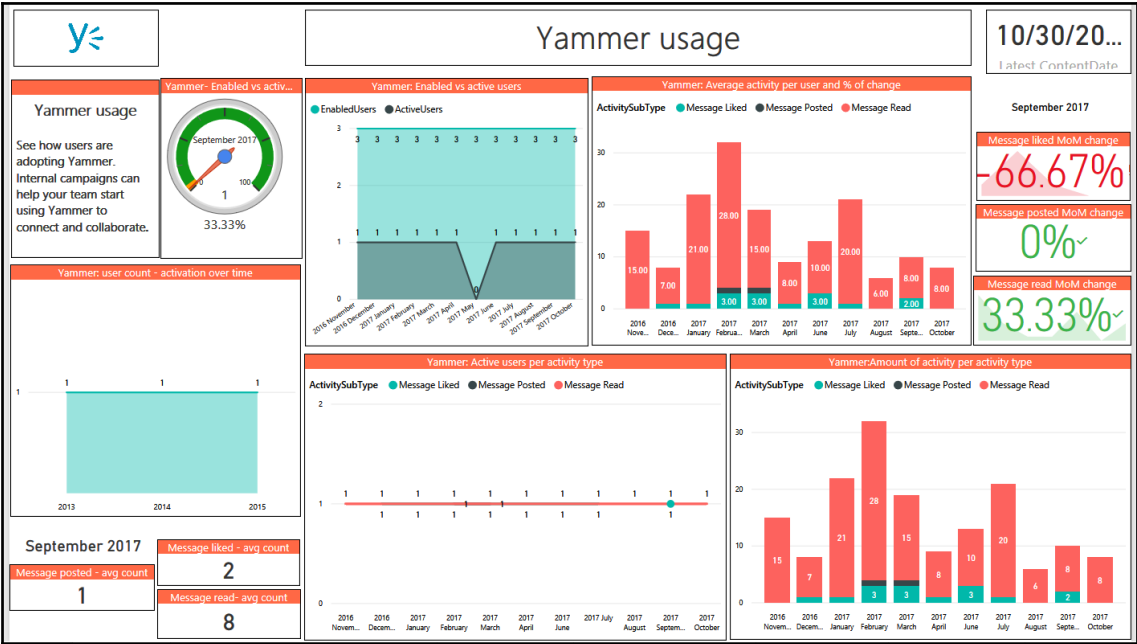 Yammer usage
10/30/20...
Latest ContentDate
Yammer usage
See how users are
adopting Yammer.
Internal campaigns can
help your team start
using Yammer to
connect and collaborate.
Yammer- Enabled vs activ...
1
September 2017
0
100
1
33.33%
Yammer: Enabled vs active users
EnabledUsers ActiveUsers
3
3 3 3 3 3 3 3 3 3 3 3 3
2
1
1 1 1 1 1 1 0 1 1 1 1 1
0
2016 November
2016 December
2017 January
2017 February
2017 March
2017 April
2017 May
2017 June
2017 July
2017 August
2017 September
2017 October
Yammer: Average activity per user and % of change
ActivitySubType Message Liked Message Posted Message Read
30
20
10
0
15.00 7.00 21.00 28.00 15.00 8.00 10.00 20.00 6.00 8.00 8.00
3.00 3.00 3.00 2.00
2016 2016 2017 2017 2017 2017 2017 2017 2017 2017 2017
Nove... Dece... January Februa... March April June July August Septe... October
September 2017
Message liked MoM change
-66.67%
Message posted MoM change
0%
Message read MoM change
33.33%
Yammer: user count - activation over time
1
1 1 1
2013 2014 2015
September 2017
Message posted - avg count
1
Message liked - avg count
2
Message read- avg count
8
Yammer: Active users per activity type
ActivitySubType Message Liked Message Posted Message Read
2
1
1 1 1 1 1 1 1 1 1 1 1
1 1
1 1 1 1 1 1 1
0
2016 2016 2017 2017 2017 2017 2017 2017 July 2017 2017 2017
Novem... Decem... January February March April June August Septem... October
Yammer:Amount of activity per activity type
ActivitySubType Message Liked Message Posted Message Read
30
20
10
0
15 7 21 28 15 8 10 20 6 8 8
3 3 3 2
2016 2016 2017 2017 2017 2017 2017 2017 2017 2017 2017
Novem... Decem... January February March April June July August Septe... October